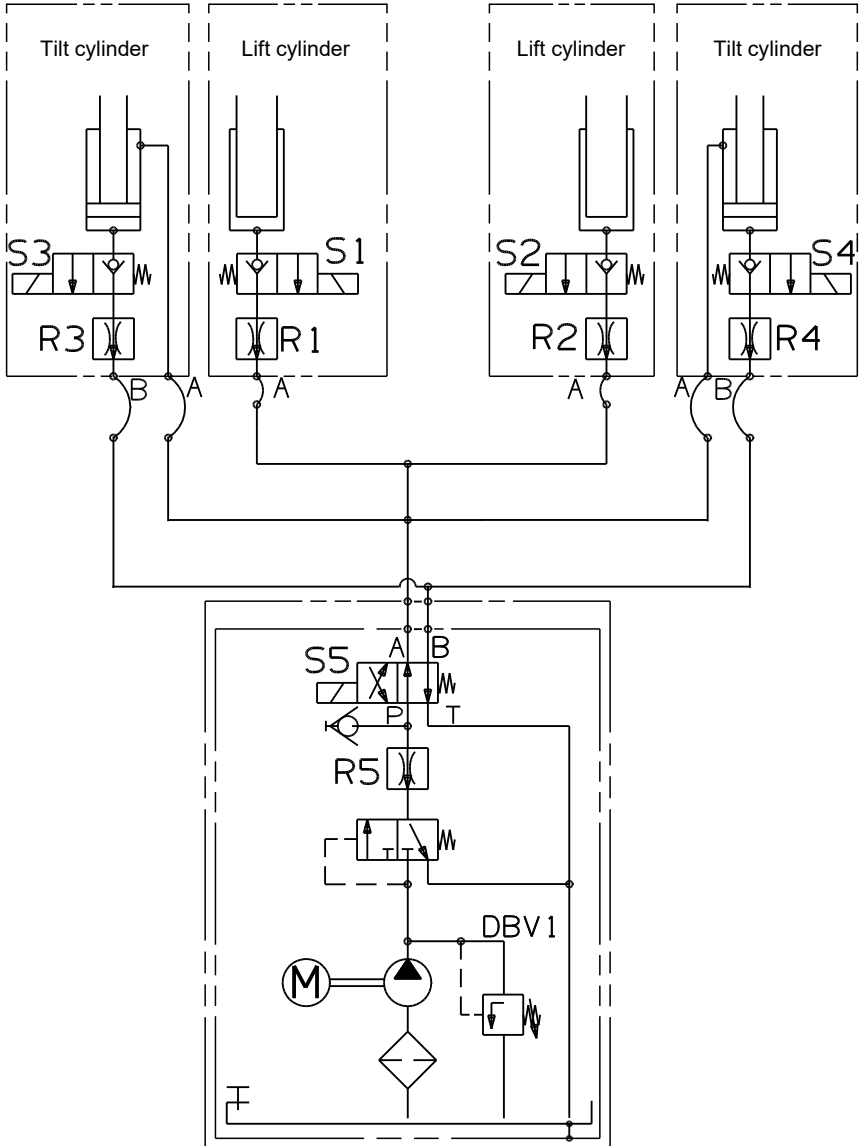 Tilt cylinder
Lift cylinder
Lift cylinder
Tilt cylinder
S3
S1
S2
S4
R3
R1
R2
R4
B
A
A
A
A
B
A
B
S5
P
T
R5
DBV1
M